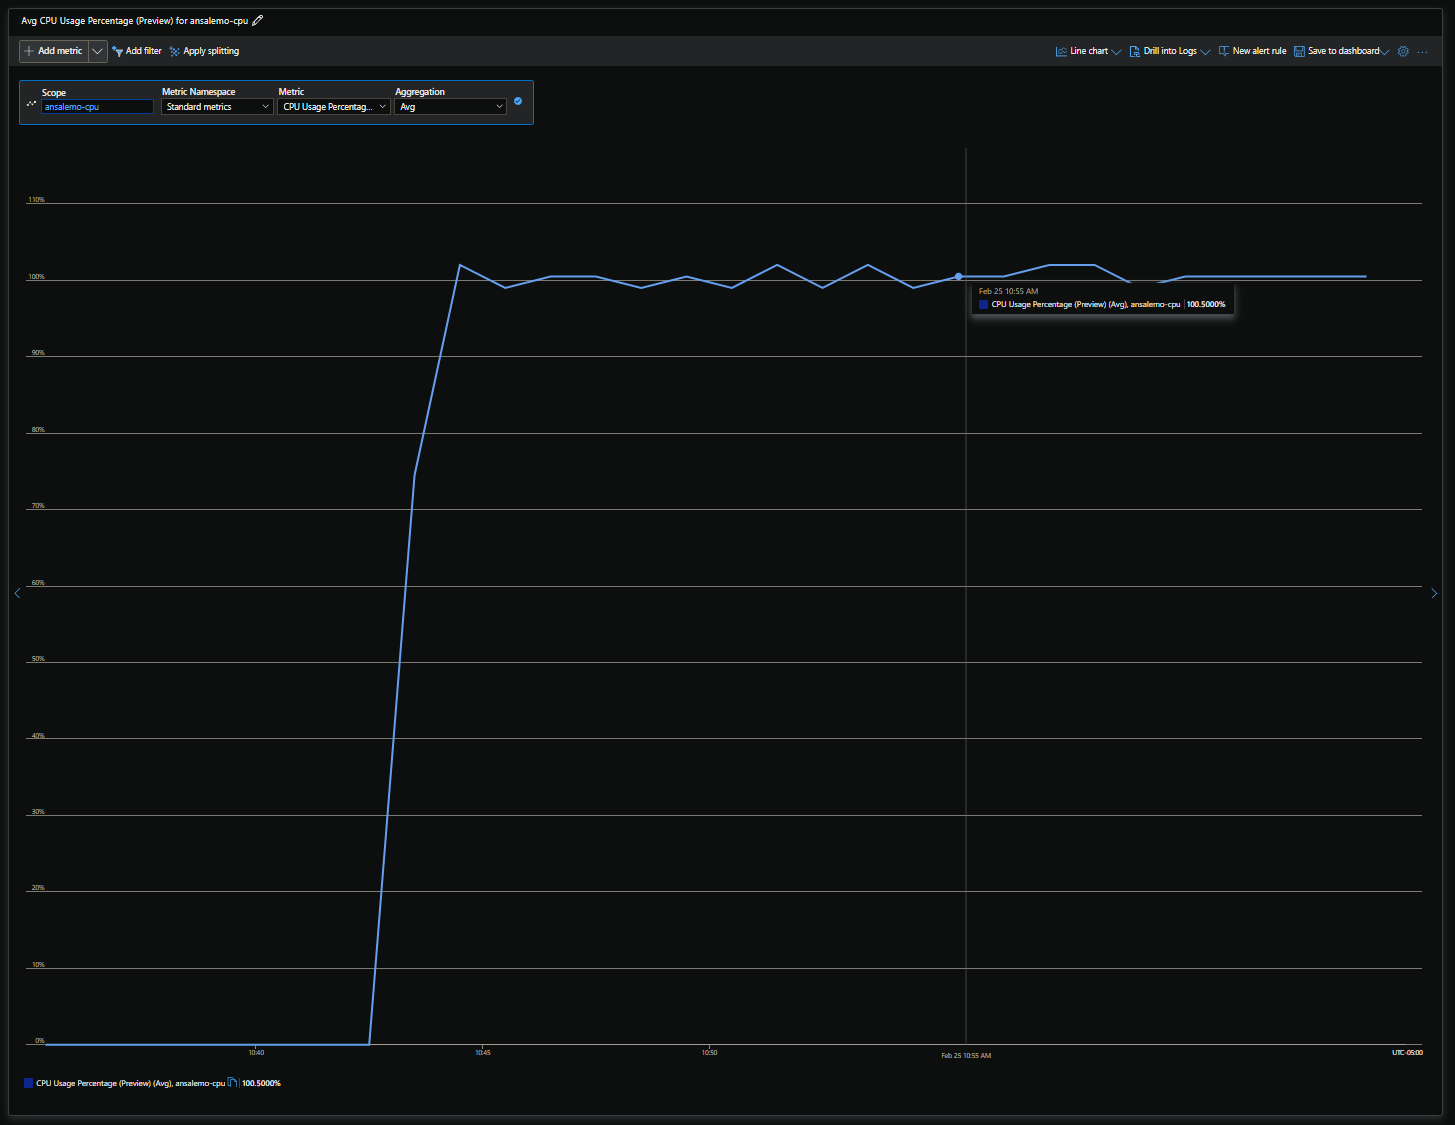 Avg CPU Usage Percentage (Preview) for ansalemo-cpu
Add metric
Add filter
Apply splitting
Line chart
Drill into Logs
New alert rule
Save to dashboard
...
Scope
Metric Namespace
Metric
Aggregation
ansalemo-cpu
Standard metrics
CPU Usage Percentag...
Avg
110%
100%
90%
80%
70%
60%
50%
40%
30%
20%
10%
0%
Feb 25 10:55 AM
CPU Usage Percentage (Preview) (Avg), ansalemo-cpu | 100.5000%
10:40
10:45
10:50
Feb 25 10:55 AM
UTC-05:00
CPU Usage Percentage (Preview) (Avg), ansalemo-cpu | 100.5000%